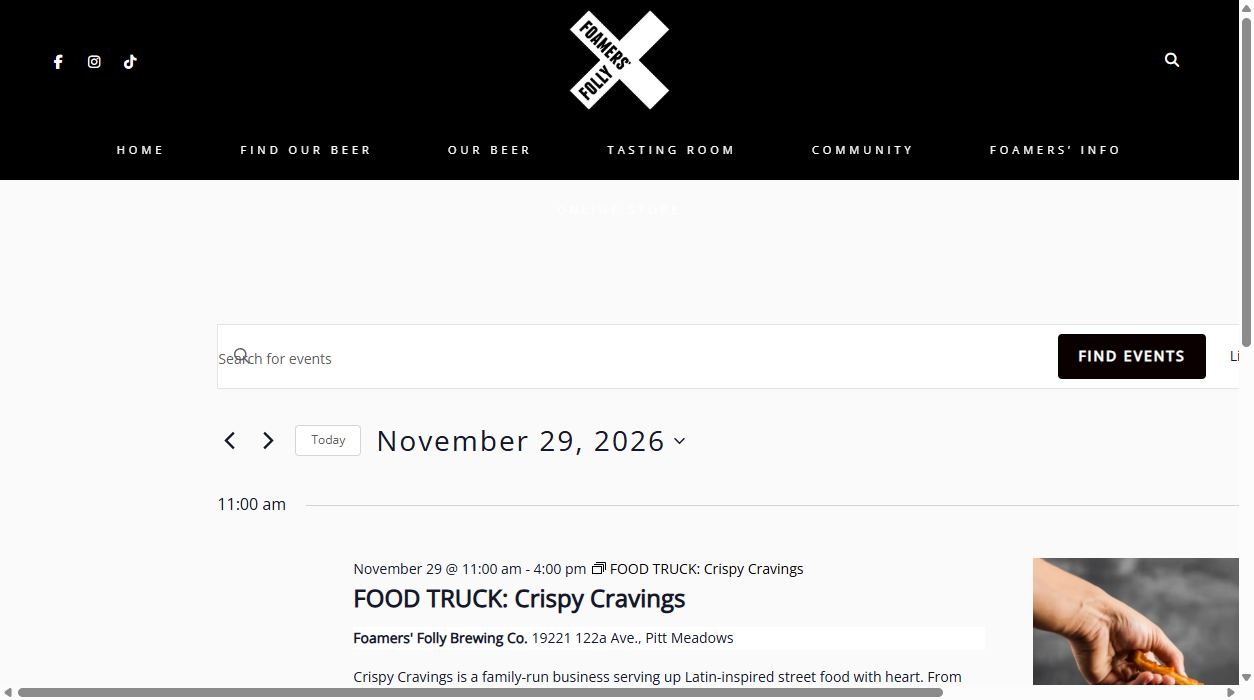 FOAMERS'
FOLLY
HOME
FIND OUR BEER
OUR BEER
TASTING ROOM
COMMUNITY
FOAMERS' INFO
ONLINE STORE
Search for events
FIND EVENTS
Li
Today
November 29, 2026
11:00 am
November 29 @ 11:00 am - 4:00 pm FOOD TRUCK: Crispy Cravings
FOOD TRUCK: Crispy Cravings
Foamers' Folly Brewing Co. 19221 122a Ave., Pitt Meadows
Crispy Cravings is a family-run business serving up Latin-inspired street food with heart. From